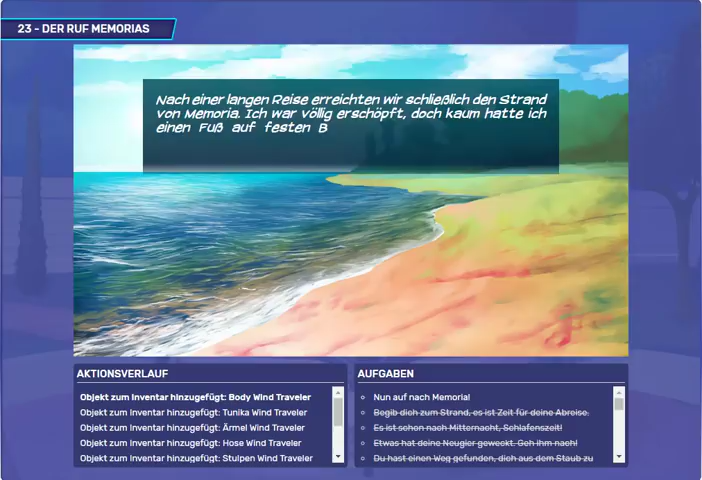 23 - DER RUF MEMORIAS
Nach einer langen Reise erreichten wir schließlich den Strand
von Memoria. Ich war völlig erschöpft, doch kaum hatte ich
einen Fuß auf festen B
AKTIONSVERLAUF
Objekt zum Inventar hinzugefügt: Body Wind Traveler
Objekt zum Inventar hinzugefügt: Tunika Wind Traveler
Objekt zum Inventar hinzugefügt: Ärmel Wind Traveler
Objekt zum Inventar hinzugefügt: Hose Wind Traveler
Objekt zum Inventar hinzugefügt: Stulpen Wind Traveler
AUFGABEN
Nun auf nach Memoria!
Begib dich zum Strand, es ist Zeit für deine Abreise.
Es ist schon nach Mitternacht, Schlafenszeit!
Etwas hat deine Neugier geweckt. Geh ihm nach!
Du hast einen Weg gefunden, dich aus dem Staub zu